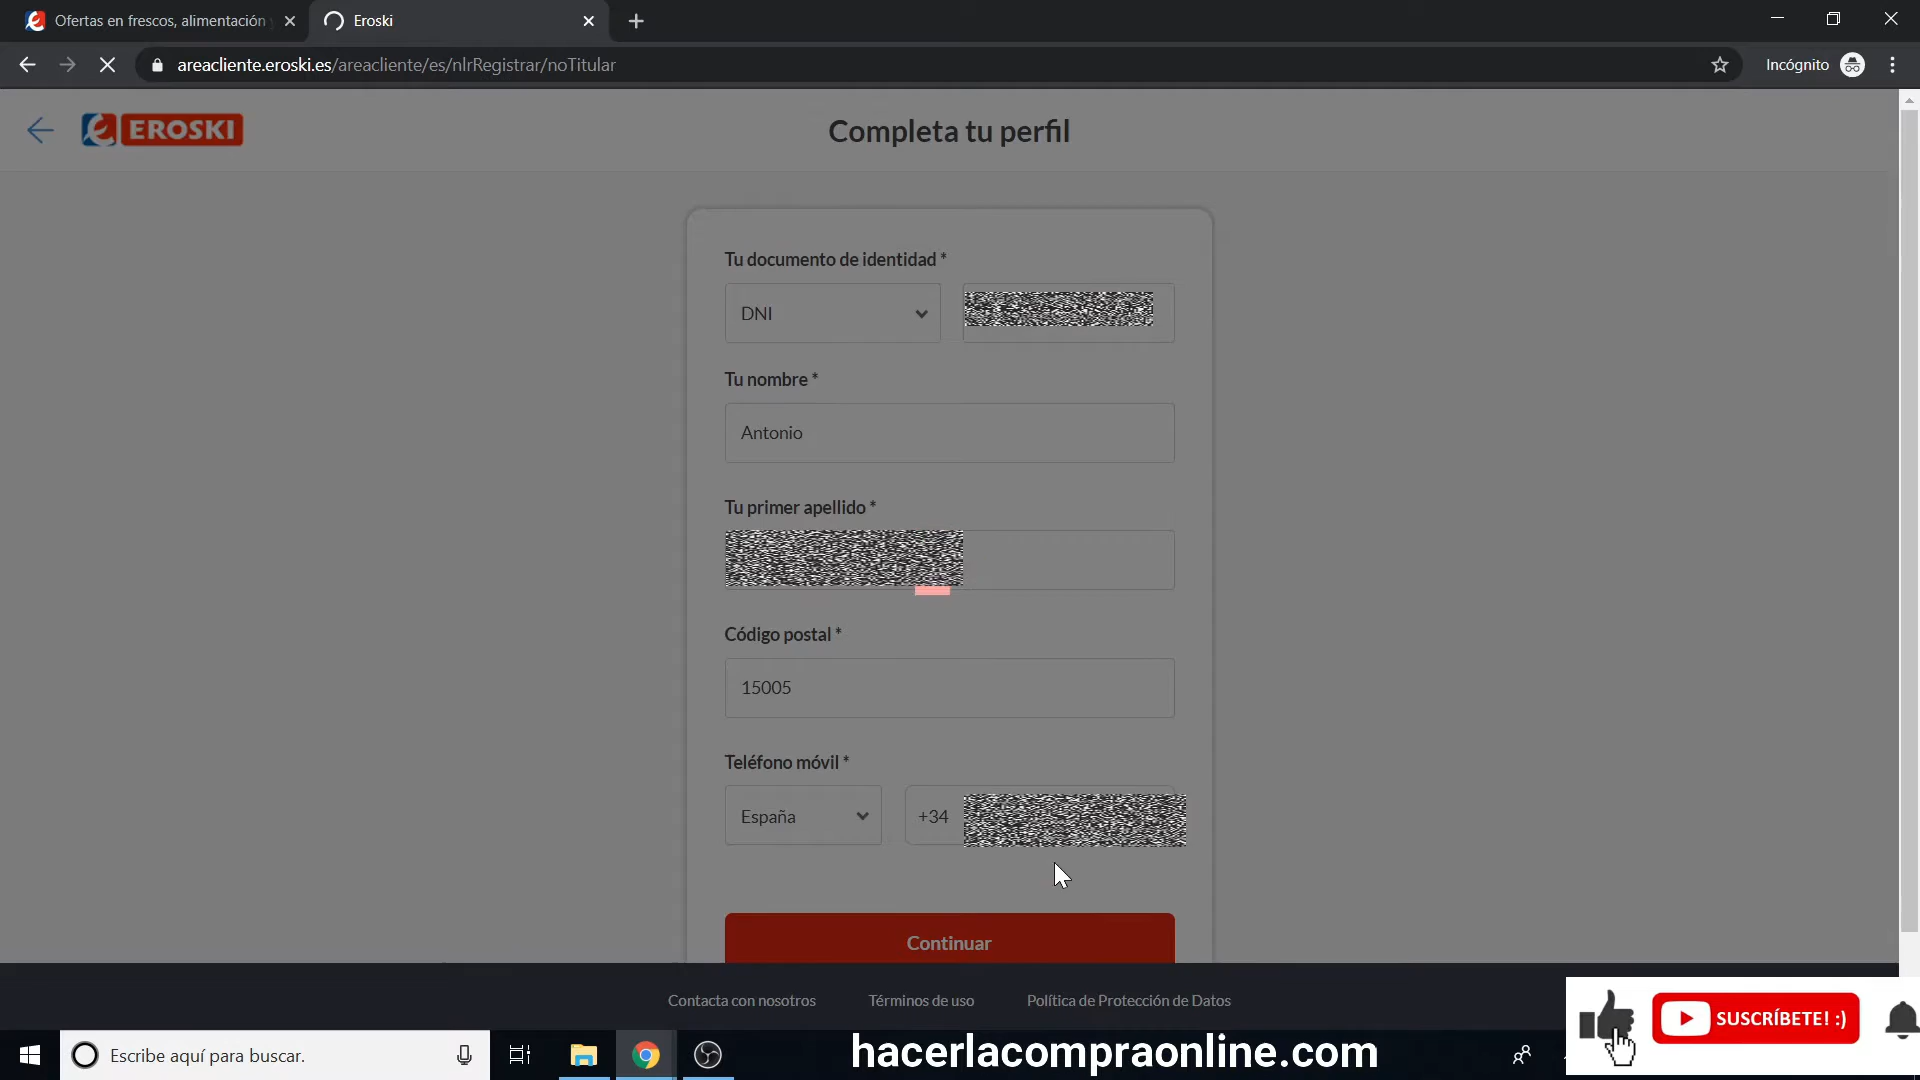 Ofertas en frescos, alimentación
Eroski
areacliente.eroski.es/areacliente/es/nlrRegistrar/noTitular
Incógnito
EROSKI
Completa tu perfil
Tu documento de identidad *
DNI
Tu nombre *
Antonio
Tu primer apellido *
Código postal *
15005
Teléfono móvil *
España
+34
Continuar
Contacta con nosotros
Términos de uso
Política de Protección de Datos
SUSCRÍBETE! :)
Escribe aquí para buscar.
hacerlacompraonline.com